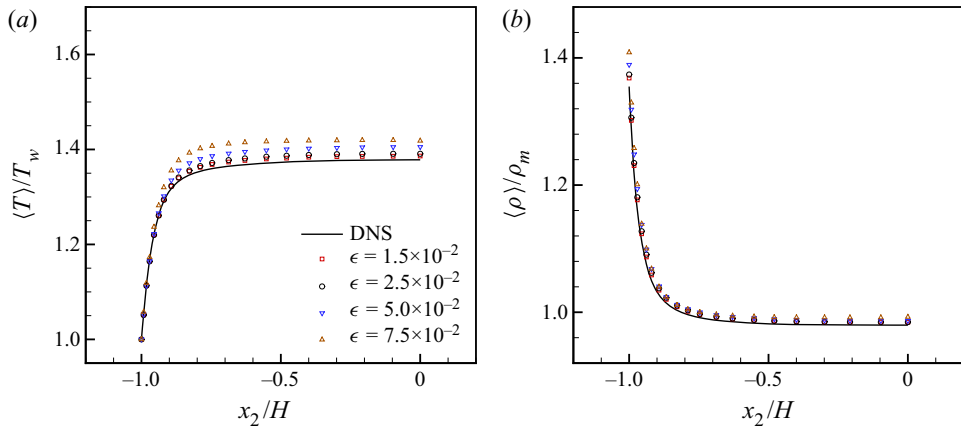 (a)
1.6
1.4
1.2
1.0
⟨T⟩/T_w
DNS
ϵ = 1.5×10⁻²
ϵ = 2.5×10⁻²
ϵ = 5.0×10⁻²
ϵ = 7.5×10⁻²
−1.0 −0.5 0
x₂/H
(b)
1.4
1.2
1.0
⟨ρ⟩/ρ_m
−1.0 −0.5 0
x₂/H